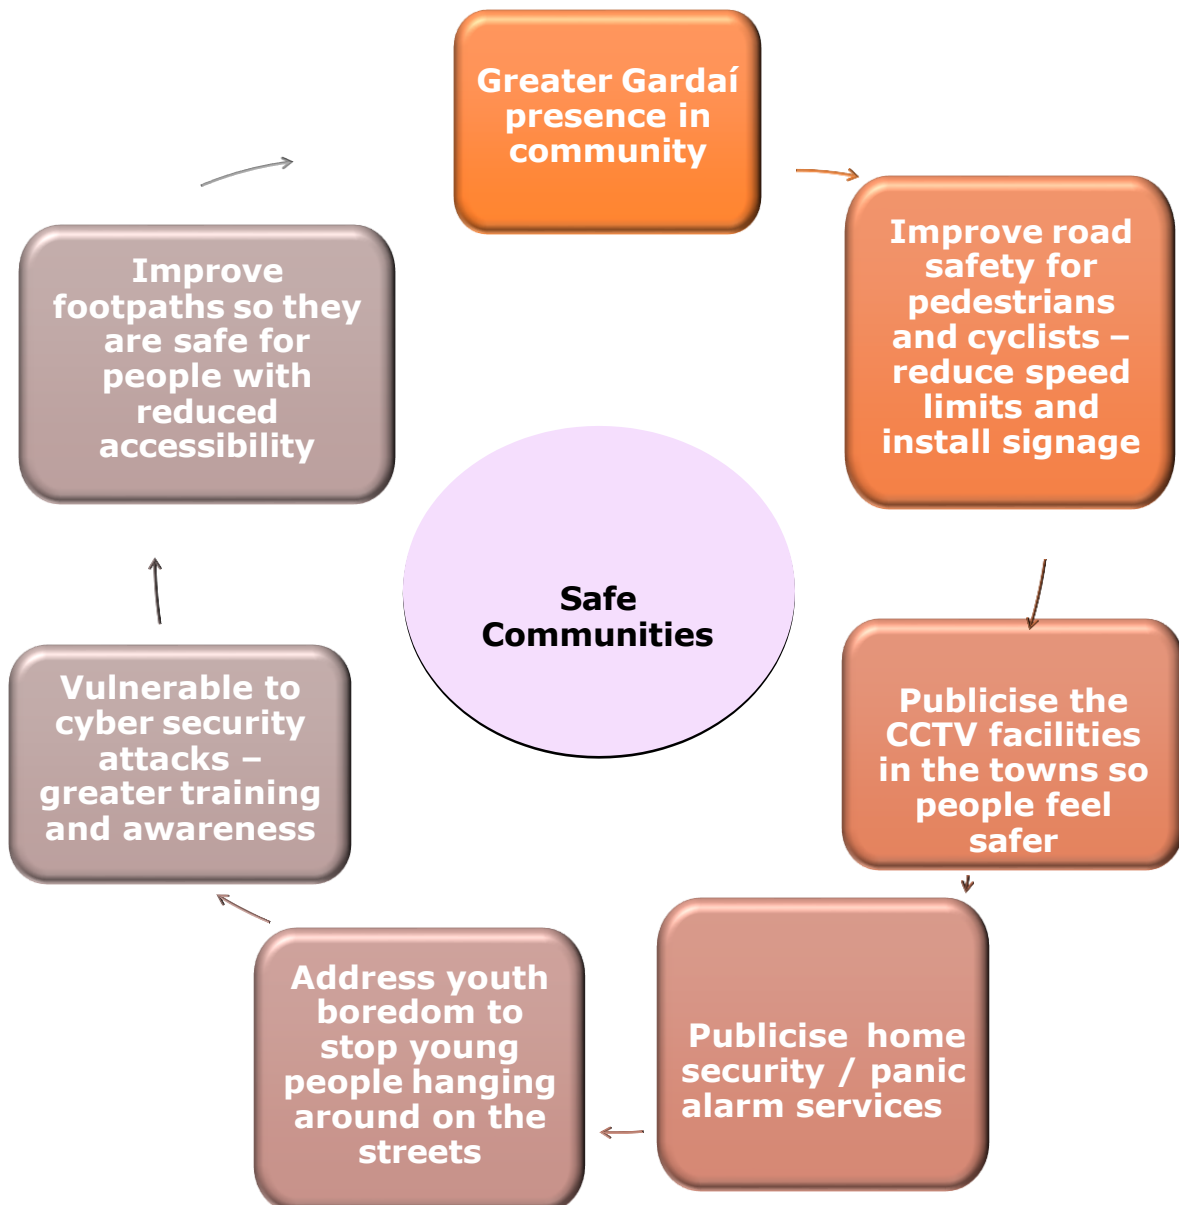 Greater Gardaí
presence in
community
Improve road
safety for
pedestrians
and cyclists –
reduce speed
limits and
install signage
Publicise the
CCTV facilities
in the towns so
people feel
safer
Publicise home
security / panic
alarm services
Address youth
boredom to
stop young
people hanging
around on the
streets
Vulnerable to
cyber security
attacks –
greater training
and awareness
Improve
footpaths so they
are safe for
people with
reduced
accessibility
Safe
Communities